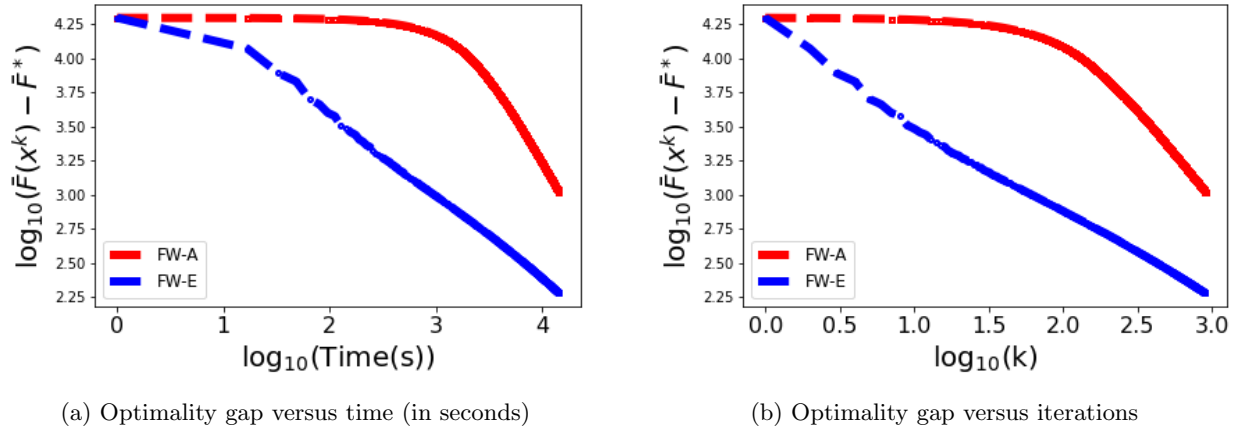 4.25
4.00
3.75
3.50
3.25
3.00
2.75
2.50
2.25
log₁₀(F̄(xᵏ) − F̄*)
FW-A
FW-E
0 1 2 3 4
log₁₀(Time(s))
(a) Optimality gap versus time (in seconds)
4.25
4.00
3.75
3.50
3.25
3.00
2.75
2.50
2.25
log₁₀(F̄(xᵏ) − F̄*)
FW-A
FW-E
0.0 0.5 1.0 1.5 2.0 2.5 3.0
log₁₀(k)
(b) Optimality gap versus iterations